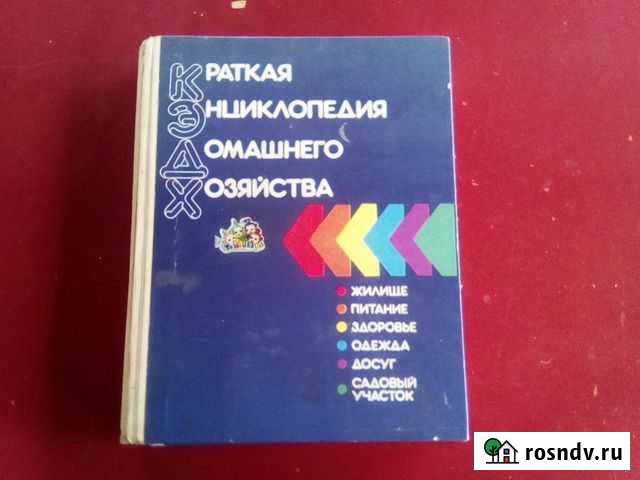 КРАТКАЯ
ЭНЦИКЛОПЕДИЯ
ДОМАШНЕГО
ХОЗЯЙСТВА
ЖИЛИЩЕ
ПИТАНИЕ
ЗДОРОВЬЕ
ОДЕЖДА
ДОСУГ
САДОВЫЙ
УЧАСТОК
rosndv.ru